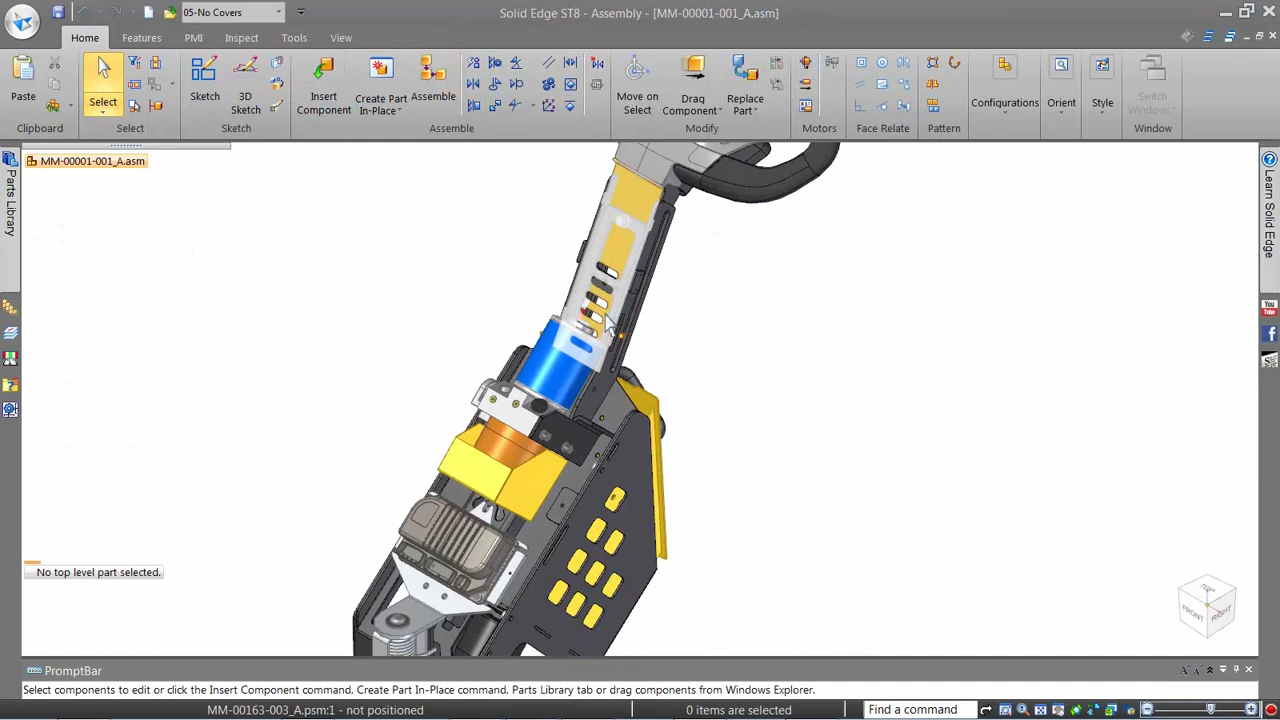 05-No Covers
Solid Edge ST8 - Assembly - [MM-00001-001_A.asm]
Home
Features
PMI
Inspect
Tools
View
Paste
Select
Sketch
3D
Sketch
Insert
Component
Create Part
In-Place
Assemble
Move on
Select
Drag
Component
Replace
Part
Configurations
Orient
Style
Switch
Windows
Clipboard
Select
Sketch
Assemble
Modify
Motors
Face Relate
Pattern
Window
MM-00001-001_A.asm
Parts Library
Learn Solid Edge
You
Tube
No top level part selected.
TOP
FRONT
RIGHT
PromptBar
Select components to edit or click the Insert Component command, Create Part In-Place command, Parts Library tab or drag components from Windows Explorer.
MM-00163-003_A.psm:1 - not positioned
0 items are selected
Find a command